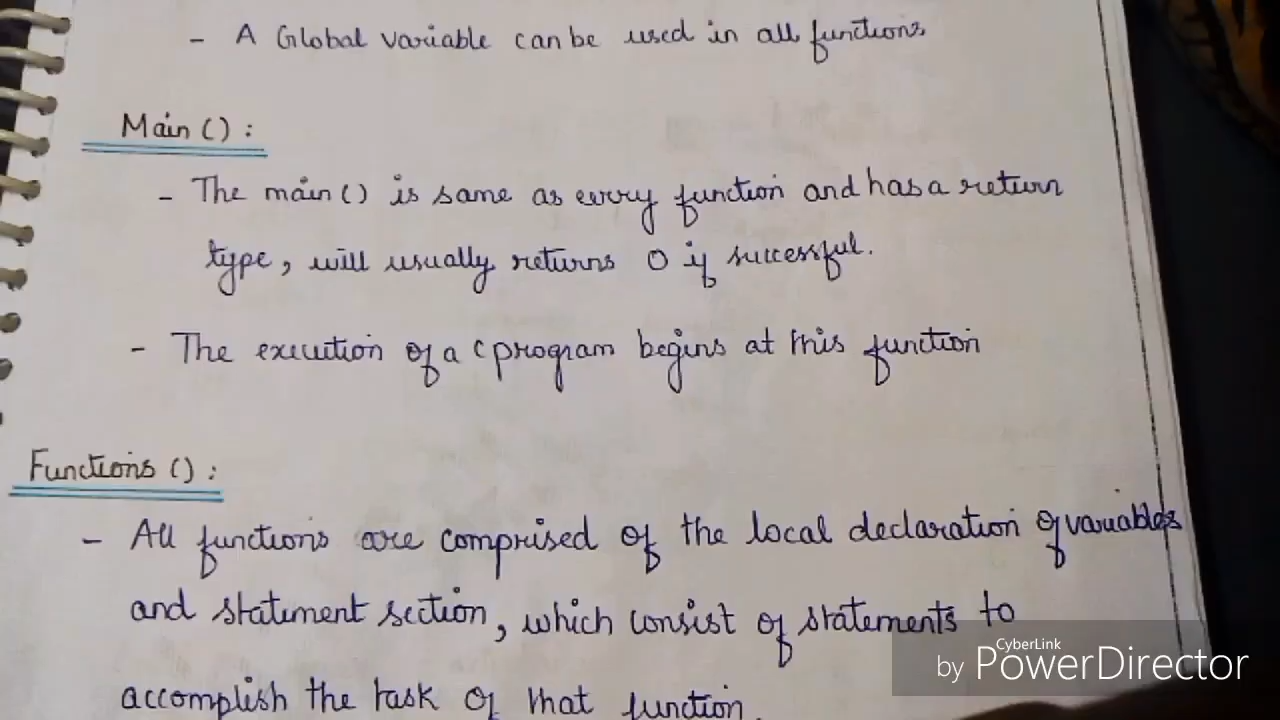 - A Global variable can be used in all functions
Main () :
- The main () is same as every function and has a return
type, will usually returns 0 if successful.
- The execution of a c program begins at this function
Functions () :
- All functions are comprised of the local declaration of variables
and statement section, which consist of statements to
accomplish the task of that function.
CyberLink
by PowerDirector